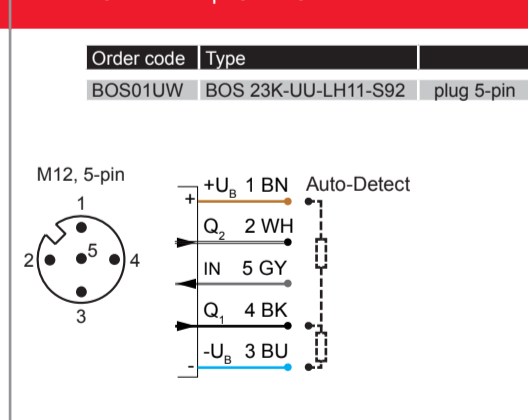 Order code Type
BOS01UW BOS 23K-UU-LH11-S92 plug 5-pin
M12, 5-pin
1
2
5
4
3
+UB 1 BN Auto-Detect
+
Q2 2 WH
IN 5 GY
Q1 4 BK
-UB 3 BU
-